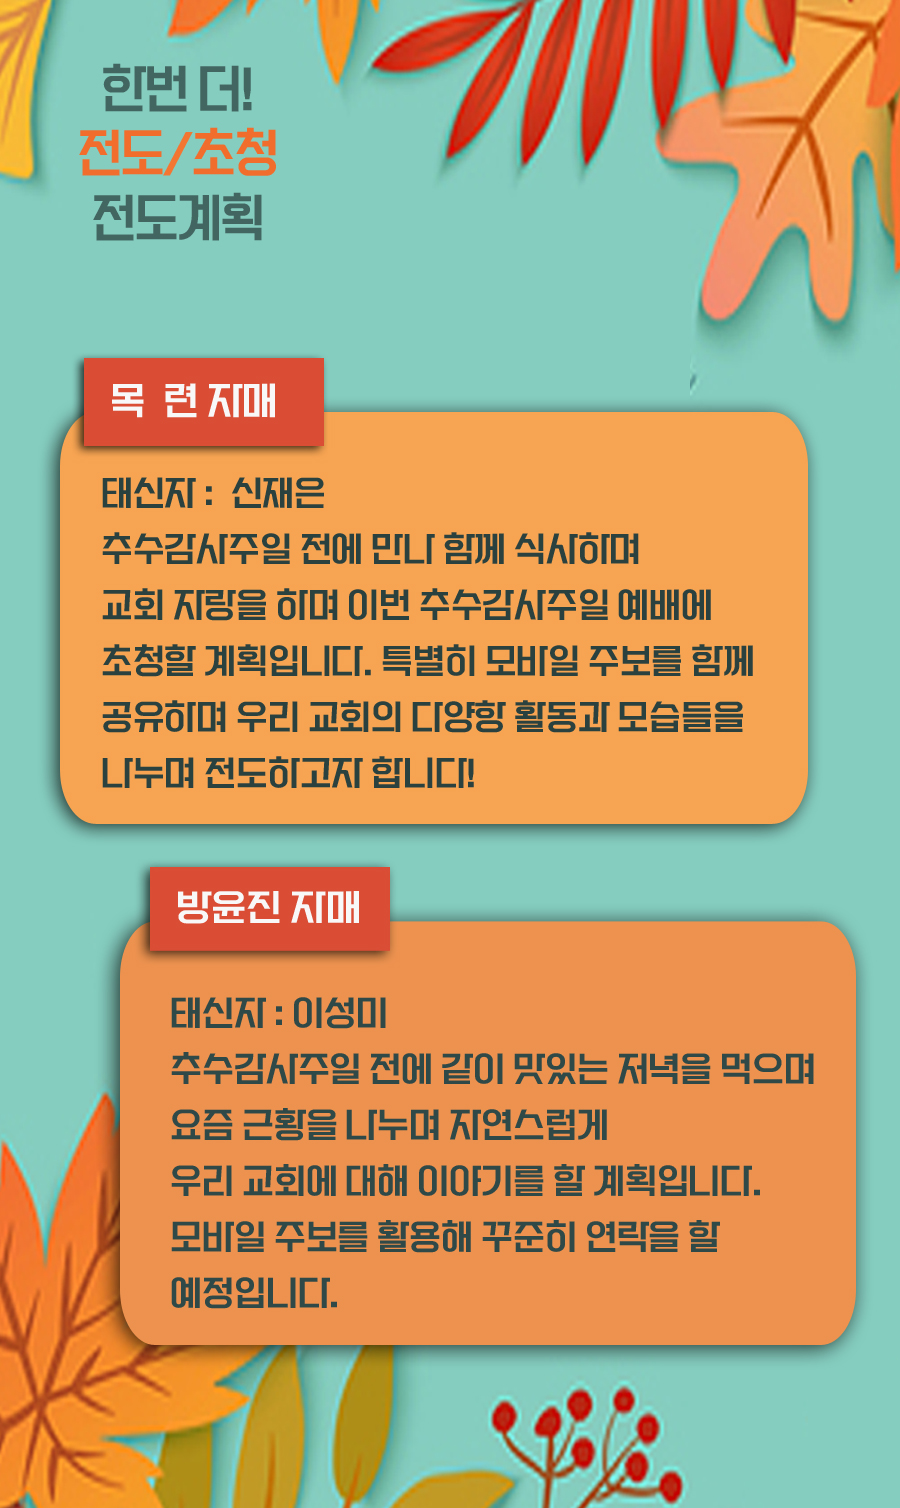 한번 더!
전도/초청
전도계획
목 련 자매
태신자 : 신재은
추수감사주일 전에 만나 함께 식사하며
교회 자랑을 하며 이번 추수감사주일 예배에
초청할 계획입니다. 특별히 모바일 주보를 함께
공유하며 우리 교회의 다양항 활동과 모습들을
나누며 전도하고자 합니다!
방윤진 자매
태신자 : 이성미
추수감사주일 전에 같이 맛있는 저녁을 먹으며
요즘 근황을 나누며 자연스럽게
우리 교회에 대해 이야기를 할 계획입니다.
모바일 주보를 활용해 꾸준히 연락을 할
예정입니다.